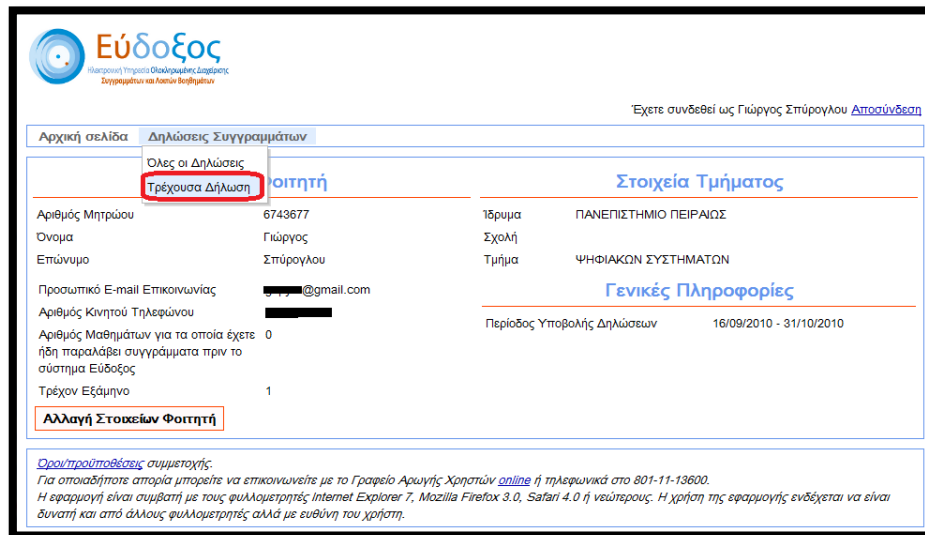 Εύδοξος
Ηλεκτρονική Υπηρεσία Ολοκληρωμένης Διαχείρισης
Συγγραμμάτων και Λοιπών Βοηθημάτων
Έχετε συνδεθεί ως Γιώργος Σπύρογλου Αποσύνδεση
Αρχική σελίδα Δηλώσεις Συγγραμμάτων
Όλες οι Δηλώσεις
Τρέχουσα Δήλωση
οιτητή
Στοιχεία Τμήματος
Αριθμός Μητρώου 6743677
Όνομα Γιώργος
Επώνυμο Σπύρογλου
Ίδρυμα ΠΑΝΕΠΙΣΤΗΜΙΟ ΠΕΙΡΑΙΩΣ
Σχολή
Τμήμα ΨΗΦΙΑΚΩΝ ΣΥΣΤΗΜΑΤΩΝ
Προσωπικό E-mail Επικοινωνίας @gmail.com
Αριθμός Κινητού Τηλεφώνου
Αριθμός Μαθημάτων για τα οποία έχετε 0
ήδη παραλάβει συγγράμματα πριν το
σύστημα Εύδοξος
Τρέχον Εξάμηνο 1
Γενικές Πληροφορίες
Περίοδος Υποβολής Δηλώσεων 16/09/2010 - 31/10/2010
Αλλαγή Στοιχείων Φοιτητή
Όροι/προϋποθέσεις συμμετοχής.
Για οποιαδήποτε απορία μπορείτε να επικοινωνείτε με το Γραφείο Αρωγής Χρηστών online ή τηλεφωνικά στο 801-11-13600.
Η εφαρμογή είναι συμβατή με τους φυλλομετρητές Internet Explorer 7, Mozilla Firefox 3.0, Safari 4.0 ή νεώτερους. Η χρήση της εφαρμογής ενδέχεται να είναι
δυνατή και από άλλους φυλλομετρητές αλλά με ευθύνη του χρήστη.